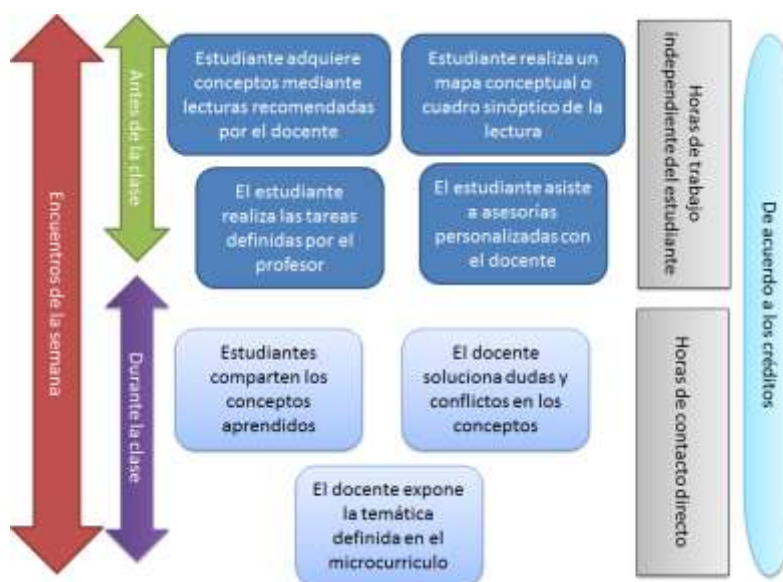 Encuentros de la semana
Antes de la clase
Estudiante adquiere
conceptos mediante
lecturas recomendadas
por el docente
Estudiante realiza un
mapa conceptual o
cuadro sinóptico de la
lectura
El estudiante
realiza las tareas
definidas por el
profesor
El estudiante asiste
a asesorías
personalizadas con
el docente
Horas de trabajo
independiente del estudiante
De acuerdo a los créditos
Durante la clase
Estudiantes
comparten los
conceptos
aprendidos
El docente
soluciona dudas y
conflictos en los
conceptos
El docente expone
la temática
definida en el
microcurriculo
Horas de contacto directo